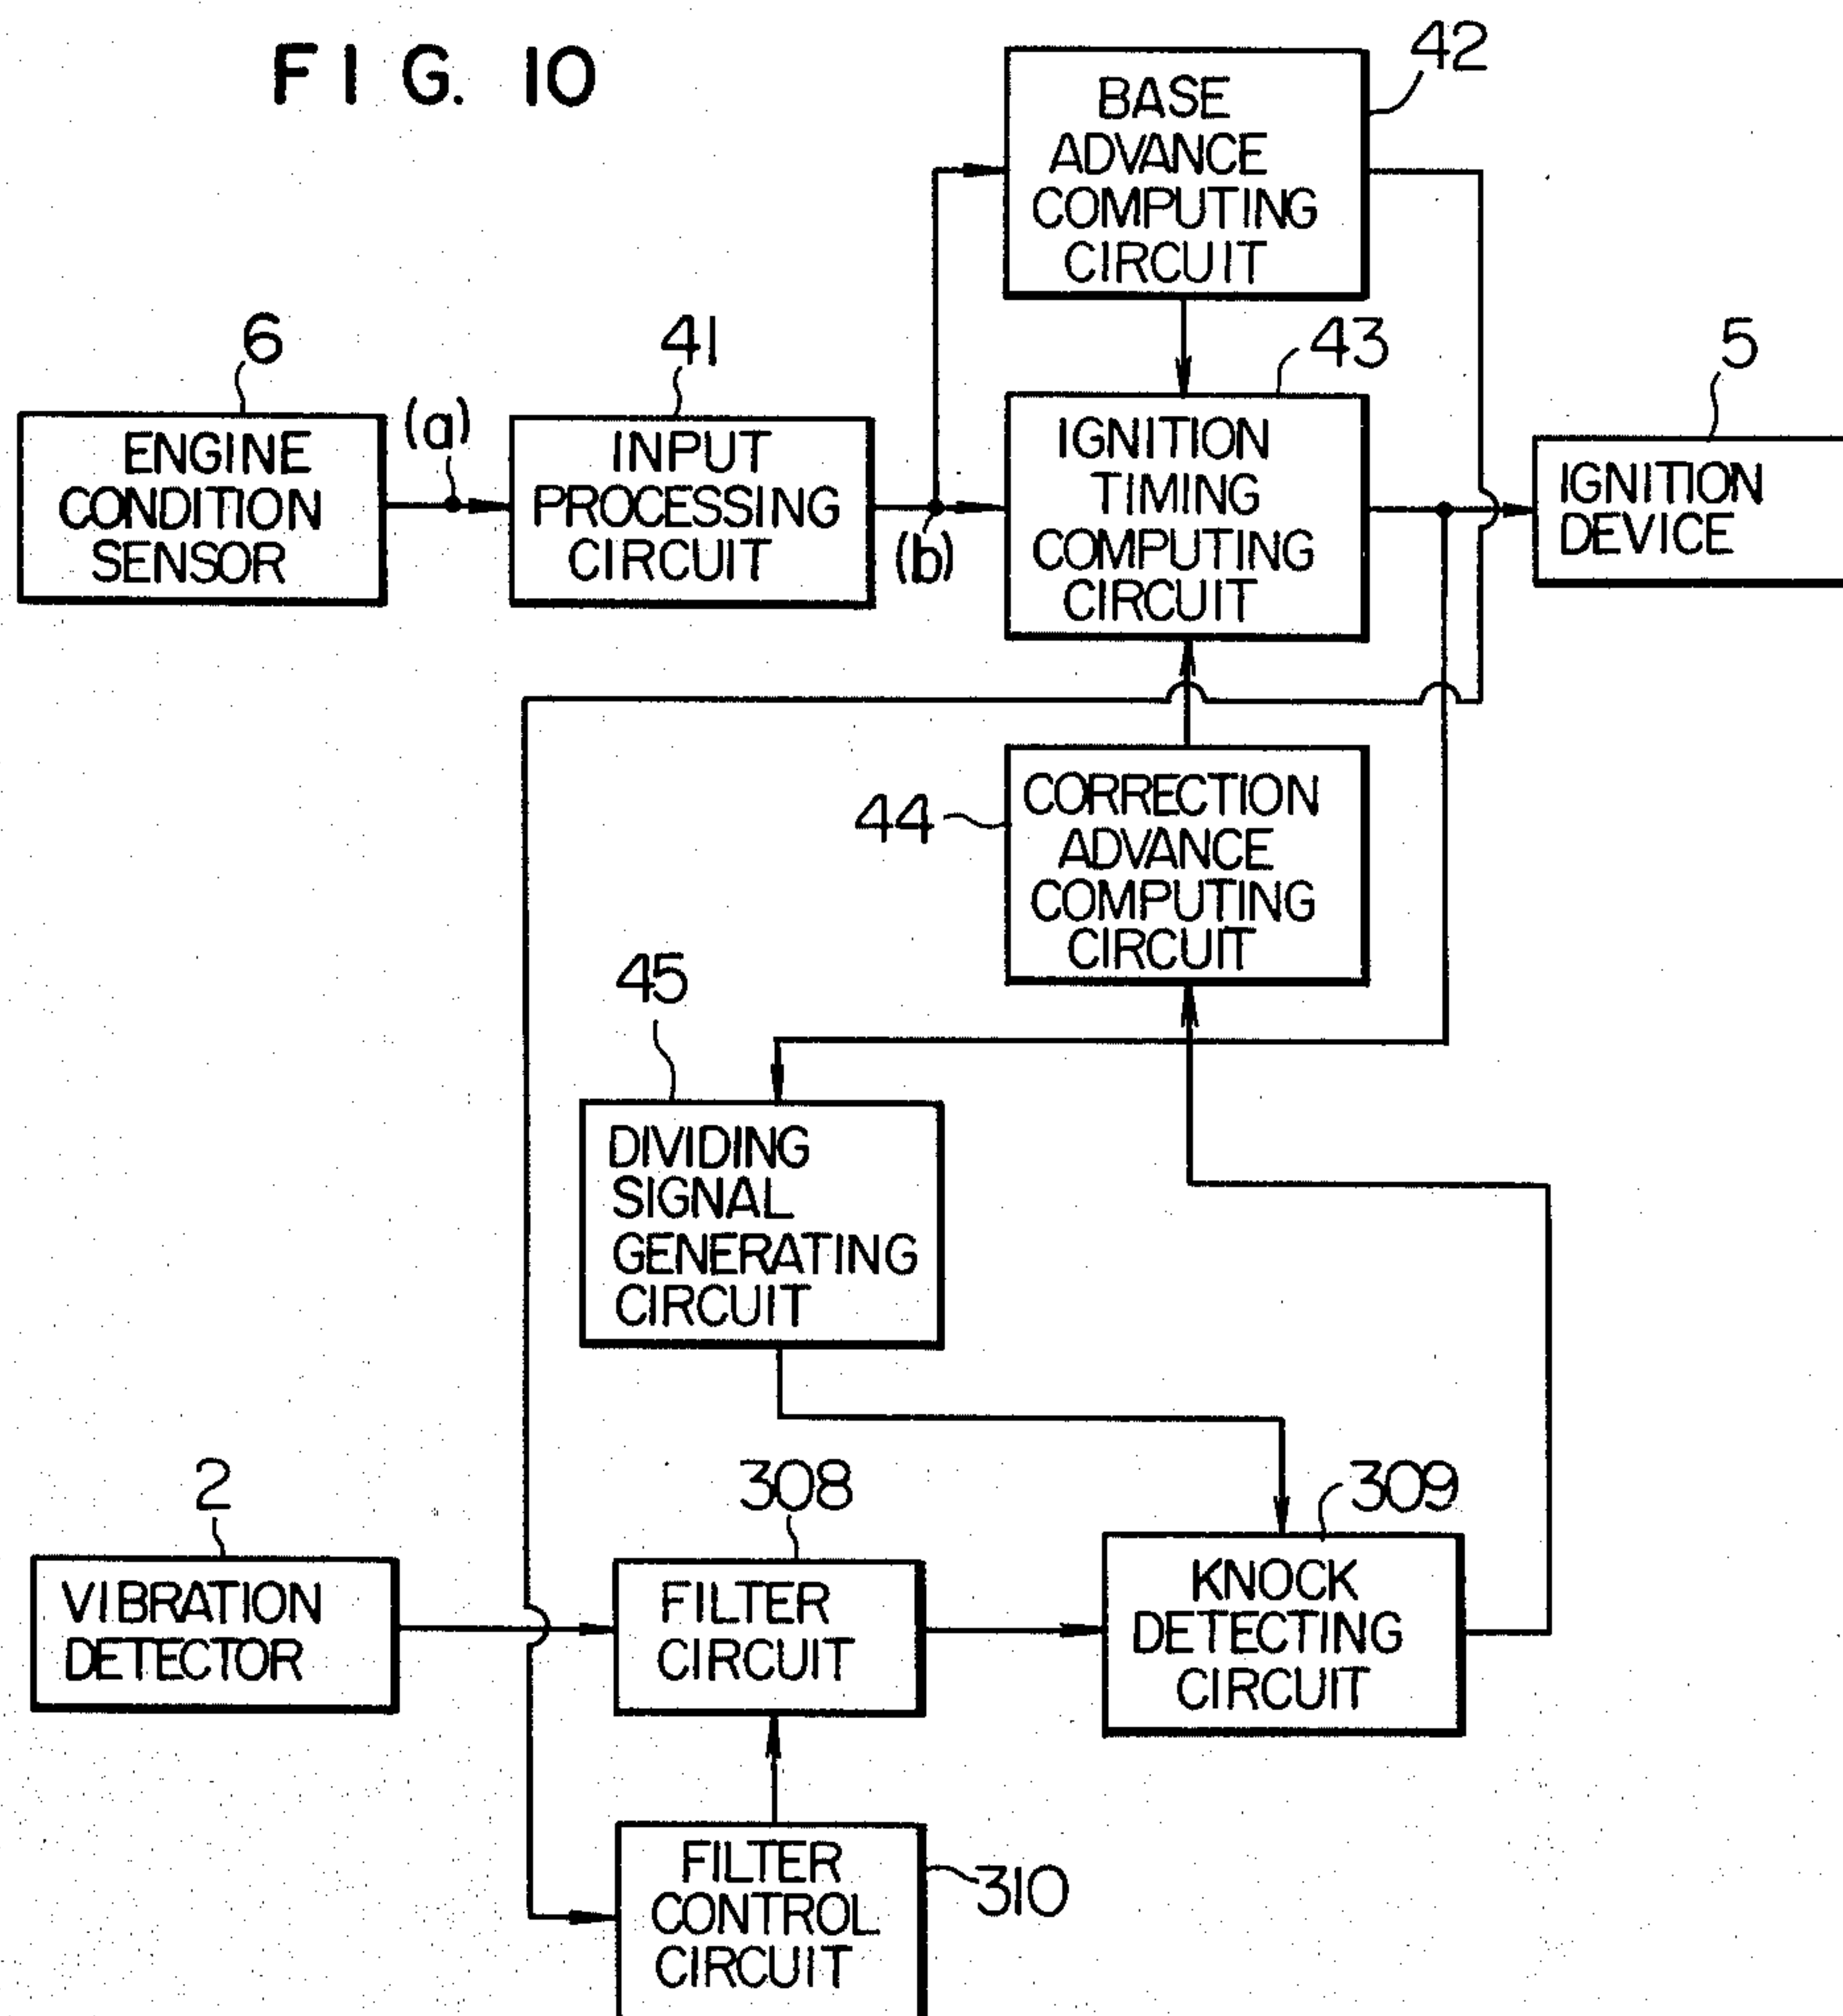 FIG. 10
42
BASE
ADVANCE
COMPUTING
CIRCUIT
6
41
43
5
(a)
ENGINE
CONDITION
SENSOR
INPUT
PROCESSING
CIRCUIT
(b)
IGNITION
TIMING
COMPUTING
CIRCUIT
IGNITION
DEVICE
44
CORRECTION
ADVANCE
COMPUTING
CIRCUIT
45
DIVIDING
SIGNAL
GENERATING
CIRCUIT
2
308
309
VIBRATION
DETECTOR
FILTER
CIRCUIT
KNOCK
DETECTING
CIRCUIT
FILTER
CONTROL
CIRCUIT
310